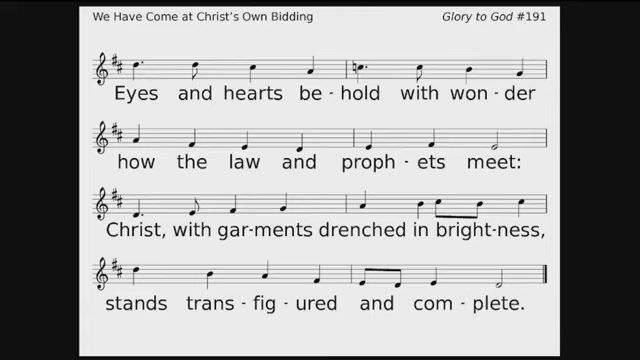 We Have Come at Christ's Own Bidding
Glory to God #191
Eyes and hearts be - hold with won - der
how the law and proph - ets meet:
Christ, with gar-ments drenched in bright-ness,
stands trans - fig - ured and com - plete.